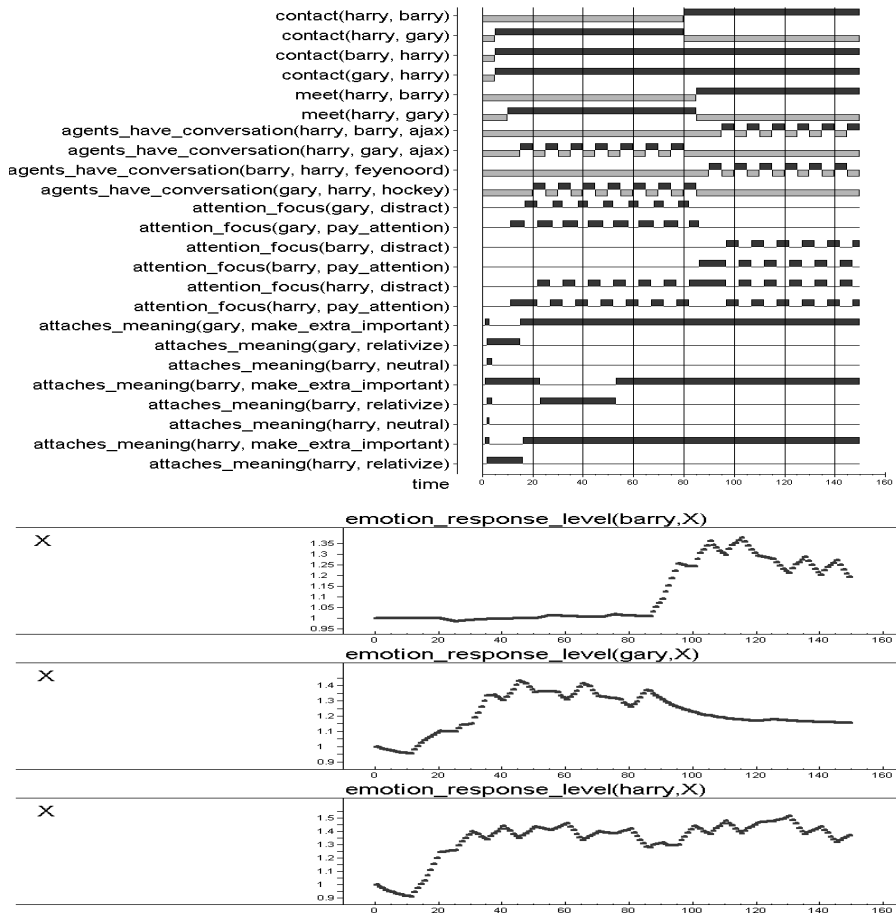 contact(harry, barry)
contact(harry, gary)
contact(barry, harry)
contact(gary, harry)
meet(harry, barry)
meet(harry, gary)
agents_have_conversation(harry, barry, ajax)
agents_have_conversation(harry, gary, ajax)
agents_have_conversation(barry, harry, feyenoord)
agents_have_conversation(gary, harry, hockey)
attention_focus(gary, distract)
attention_focus(gary, pay_attention)
attention_focus(barry, distract)
attention_focus(barry, pay_attention)
attention_focus(harry, distract)
attention_focus(harry, pay_attention)
attaches_meaning(gary, make_extra_important)
attaches_meaning(gary, relativize)
attaches_meaning(barry, neutral)
attaches_meaning(barry, make_extra_important)
attaches_meaning(barry, relativize)
attaches_meaning(harry, neutral)
attaches_meaning(harry, make_extra_important)
attaches_meaning(harry, relativize)
time 0 20 40 60 80 100 120 140 160
emotion_response_level(barry,X)
X
1.35
1.3
1.25
1.2
1.15
1.1
1.05
1
0.95
0 20 40 60 80 100 120 140 160
emotion_response_level(gary,X)
X
1.4
1.3
1.2
1.1
1
0.9
0 20 40 60 80 100 120 140 160
emotion_response_level(harry,X)
X
1.5
1.4
1.3
1.2
1.1
1
0.9
0 20 40 60 80 100 120 140 160